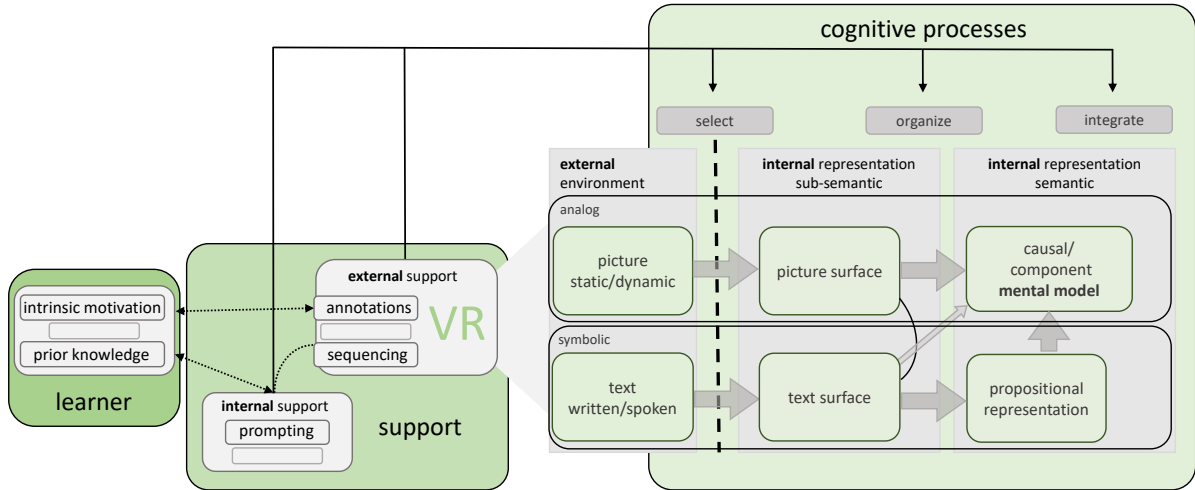 cognitive processes
select
organize
integrate
external
environment
internal representation
sub-semantic
internal representation
semantic
analog
picture
static/dynamic
picture surface
causal/
component
mental model
symbolic
text
written/spoken
text surface
propositional
representation
external support
annotations
sequencing
VR
internal support
prompting
support
intrinsic motivation
prior knowledge
learner